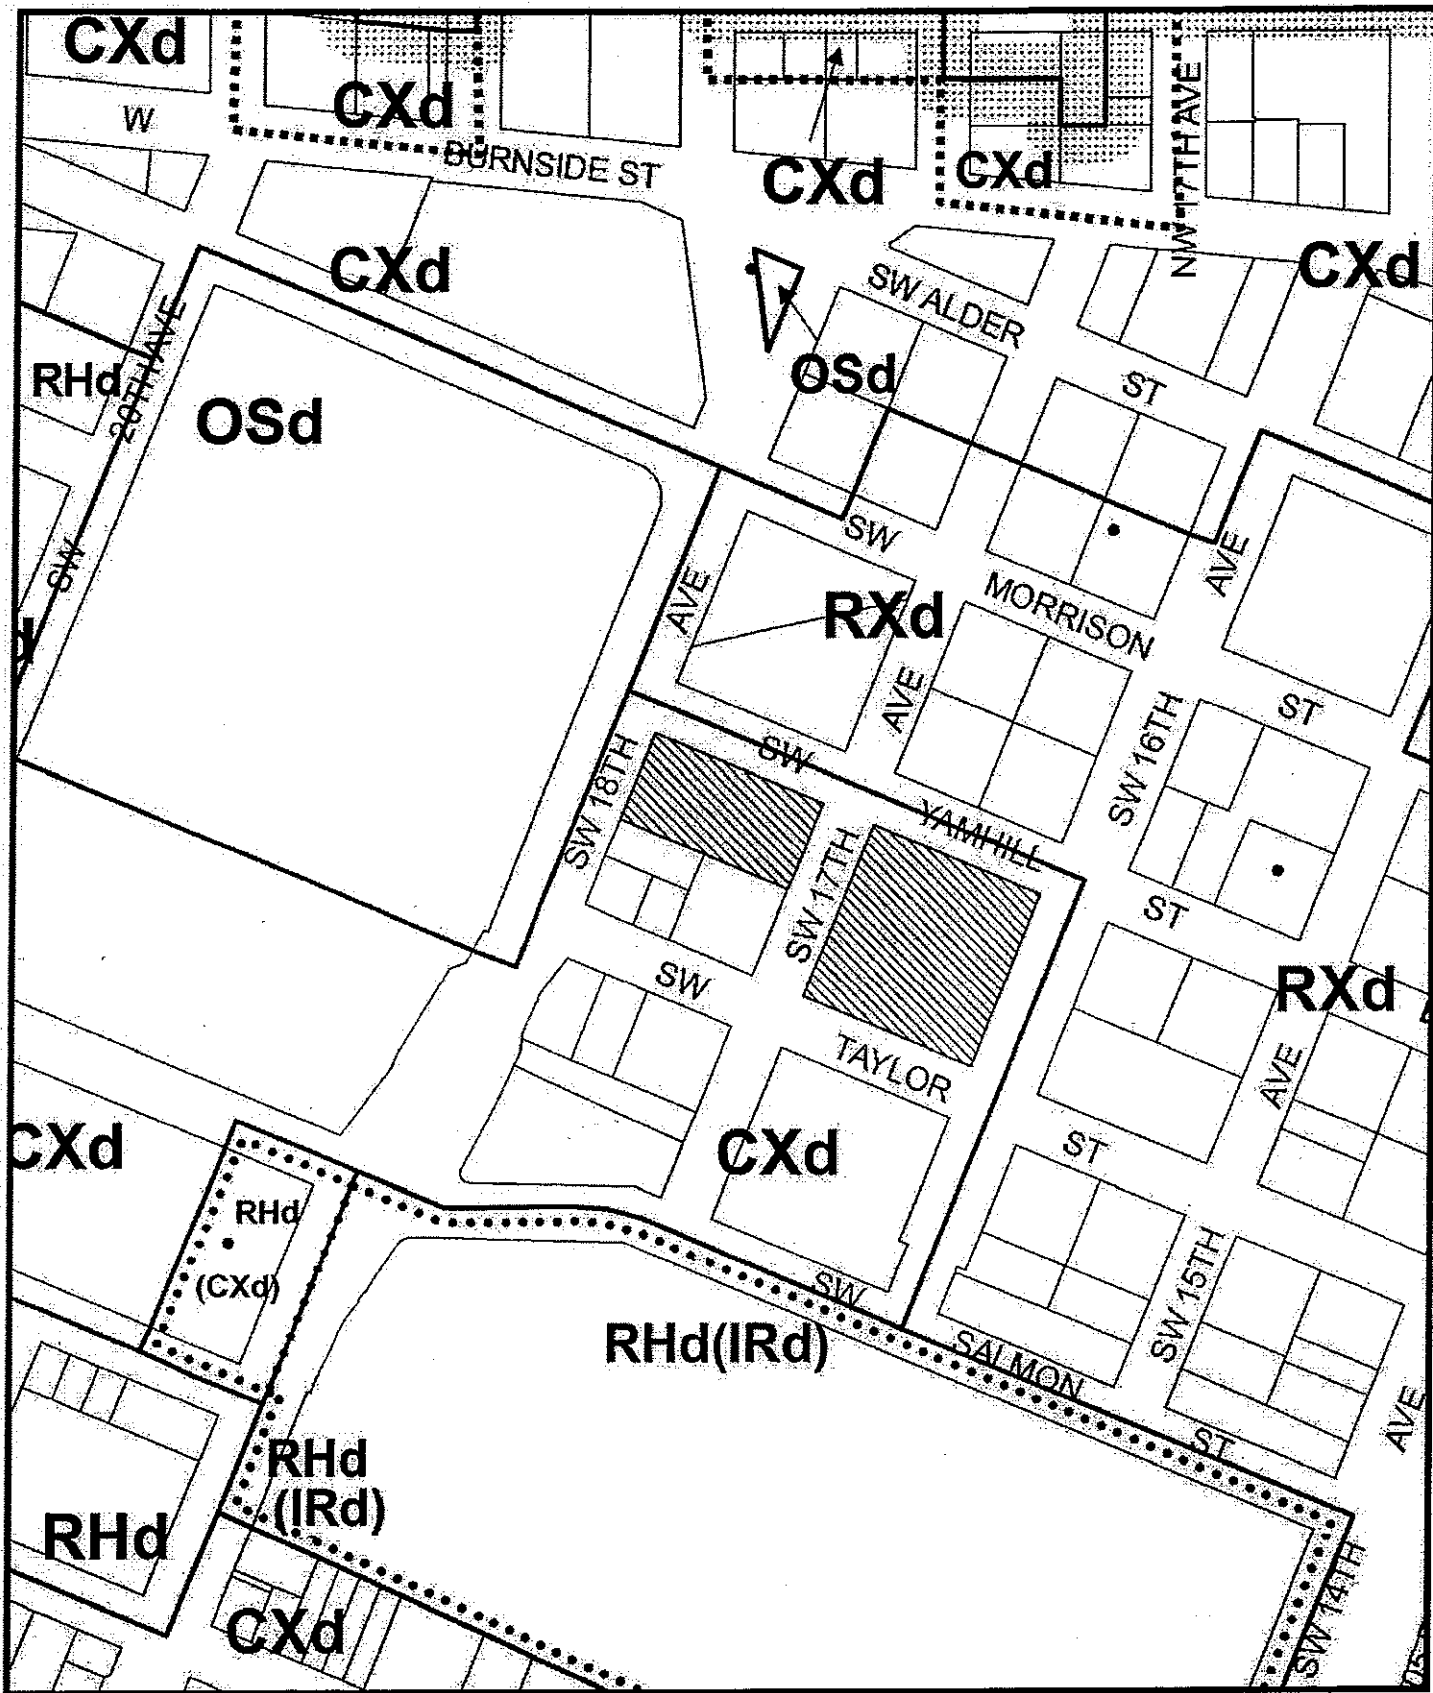 CXd
W
CXd
BURNSIDE ST
CXd
CXd
NW 17TH AVE
CXd
CXd
SW ALDER
ST
OSd
RHd
SW
20TH AVE
OSd
SW
MORRISON
ST
AVE
d
AVE
RXd
AVE
SW 16TH
SW 18TH
SW
YAMHILL
ST
SW 17TH
SW
TAYLOR
ST
RXd
AVE
CXd
CXd
RHd
(CXd)
SW
SALMON
ST
SW 15TH
AVE
RHd(IRd)
RHd
(IRd)
RHd
CXd
SW 14TH